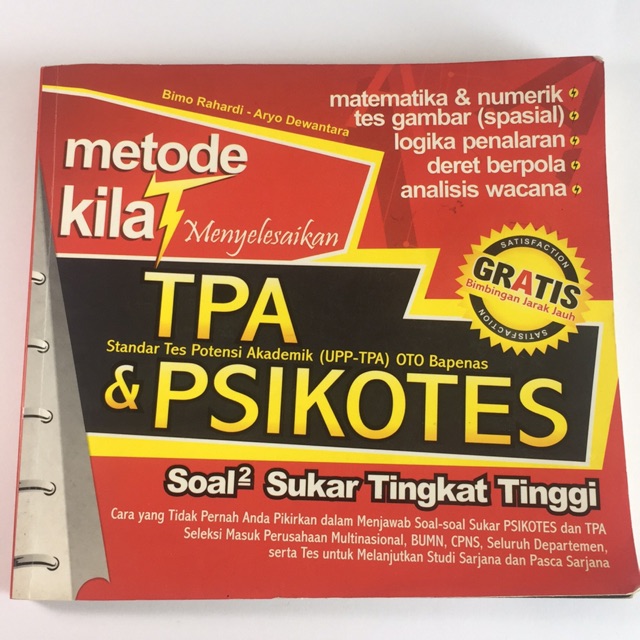 Bimo Rahardi - Aryo Dewantara
matematika & numerik
tes gambar (spasial)
logika penalaran
deret berpola
analisis wacana
metode
kilaT
Menyelesaikan
SATISFACTION
GRATIS
Bimbingan Jarak Jauh
SATISFACTION
TPA
Standar Tes Potensi Akademik (UPP-TPA) OTO Bapenas
& PSIKOTES
Soal² Sukar Tingkat Tinggi
Cara yang Tidak Pernah Anda Pikirkan dalam Menjawab Soal-soal Sukar PSIKOTES dan TPA
Seleksi Masuk Perusahaan Multinasional, BUMN, CPNS, Seluruh Departemen,
serta Tes untuk Melanjutkan Studi Sarjana dan Pasca Sarjana